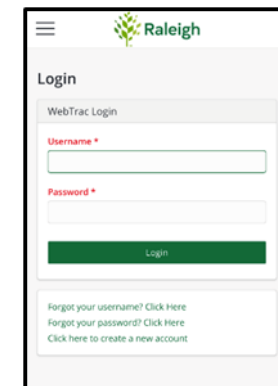 Raleigh
Login
WebTrac Login
Username *
Password *
Login
Forgot your username? Click Here
Forgot your password? Click Here
Click here to create a new account